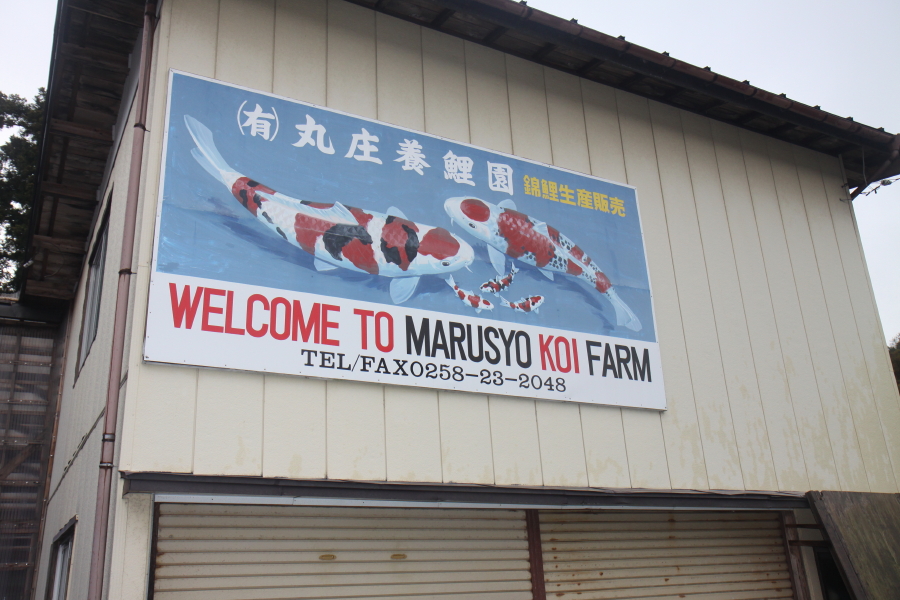 (有)丸庄養鯉園 錦鯉生産販売
WELCOME TO MARUSYO KOI FARM
TEL/FAX0258-23-2048